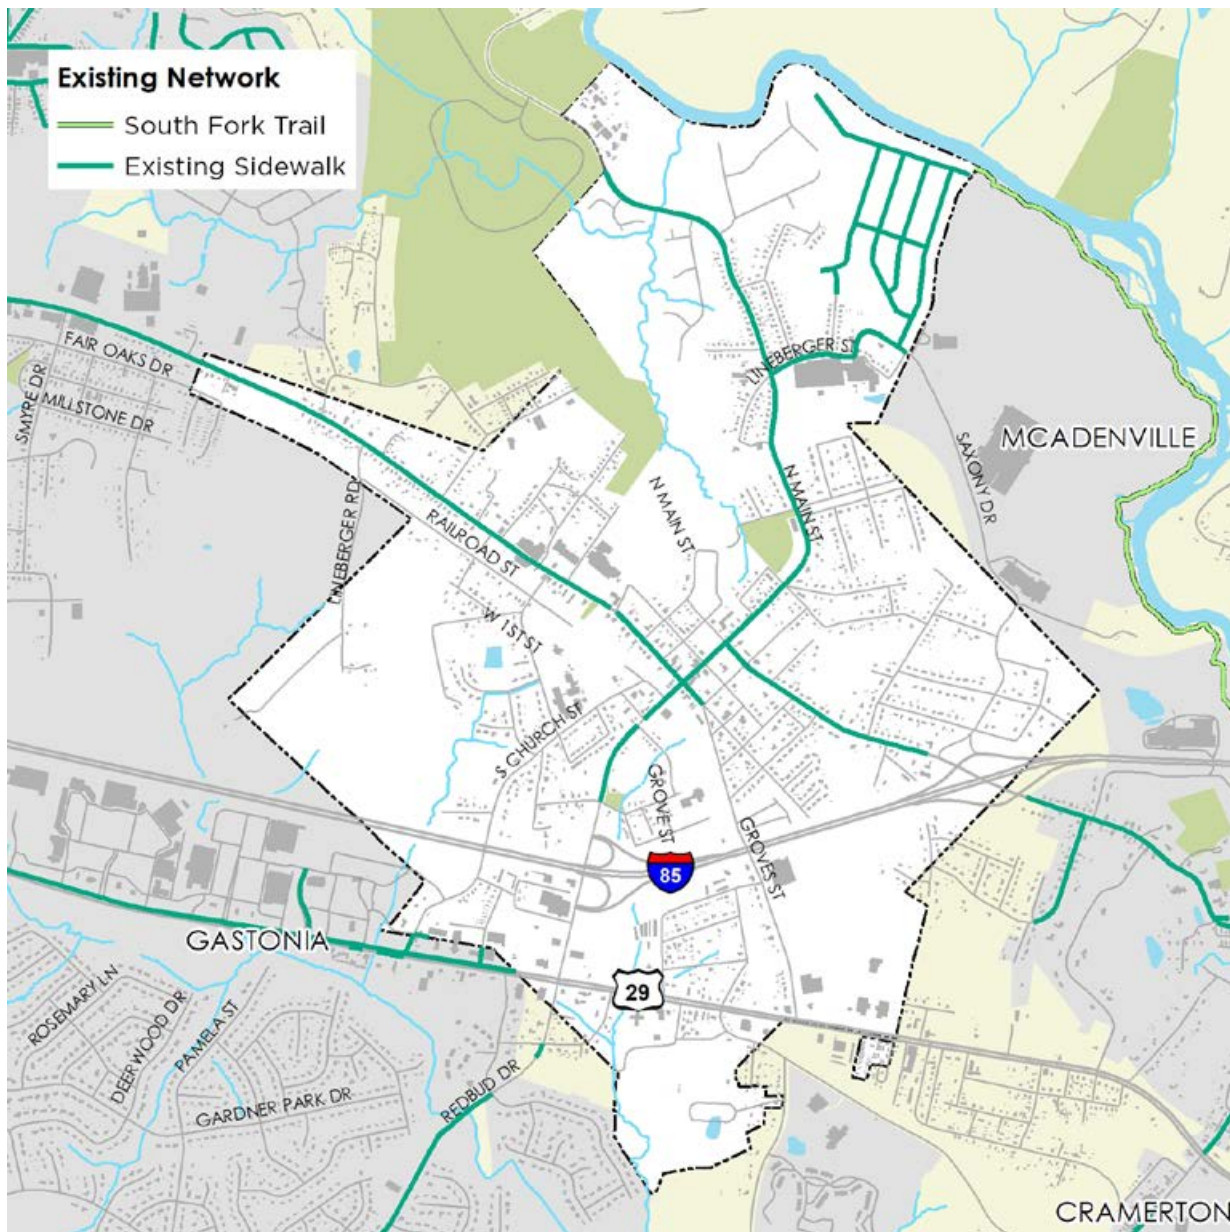 Existing Network
South Fork Trail
Existing Sidewalk
FAIR OAKS DR
SMYRE DR
MILLSTONE DR
LINEBERGER ST
MCADENVILLE
SAXONY DR
N MAIN ST
N MAIN ST
LINEBERGER RD
RAILROAD ST
W 1ST ST
S CHURCH ST
GROVE ST
GROVES ST
85
GASTONIA
29
ROSEMARY LN
DEERWOOD DR
PAMELA ST
GARDNER PARK DR
REDBUD DR
CRAMERTON